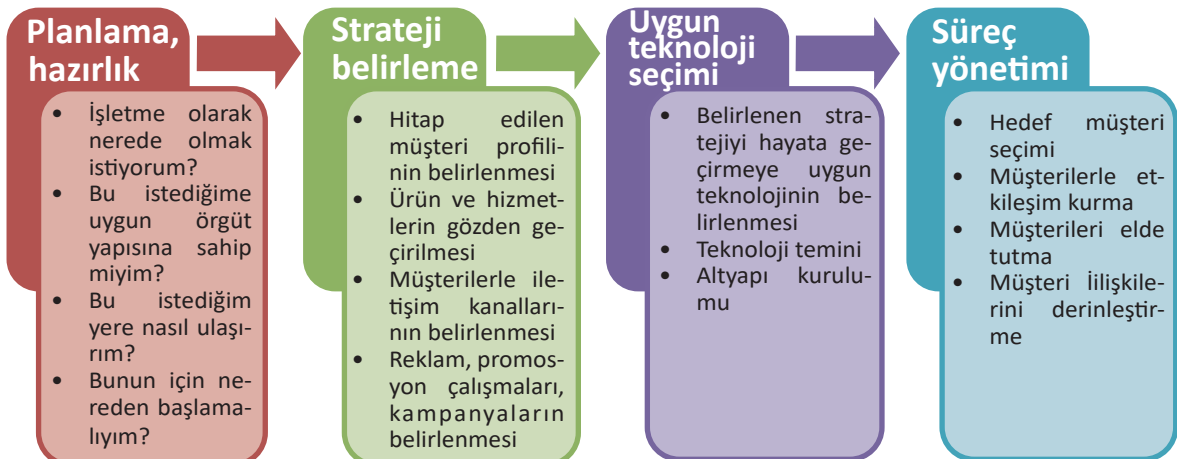 Planlama,
hazırlık
• İşletme olarak
nerede olmak
istiyorum?
• Bu istediğime
uygun örgüt
yapısına sahip
miyim?
• Bu istediğim
yere nasıl ulaşı-
rım?
• Bunun için ne-
reden başlama-
lıyım?
Strateji
belirleme
• Hitap edilen
müşteri profili-
nin belirlenmesi
• Ürün ve hizmet-
lerin gözden ge-
çirilmesi
• Müşterilerle ile-
tişim kanalları-
nın belirlenmesi
• Reklam, promos-
yon çalışmaları,
kampanyaların
belirlenmesi
Uygun
teknoloji
seçimi
• Belirlenen stra-
tejiyi hayata ge-
çirmeye uygun
teknolojinin be-
lirlenmesi
• Teknoloji temini
• Altyapı kurulu-
mu
Süreç
yönetimi
• Hedef müşteri
seçimi
• Müşterilerle et-
kileşim kurma
• Müşterileri elde
tutma
• Müşteri İlilişkile-
rini derinleştir-
me